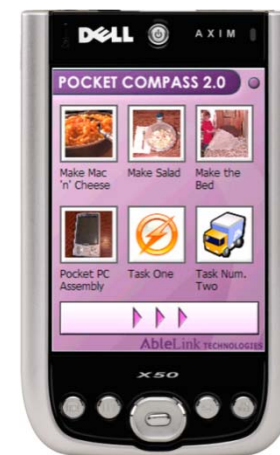 DELL AXIM
POCKET COMPASS 2.0
Make Mac
'n' Cheese
Make Salad
Make the
Bed
Pocket PC
Assembly
Task One
Task Num.
Two
AbleLink TECHNOLOGIES
X50